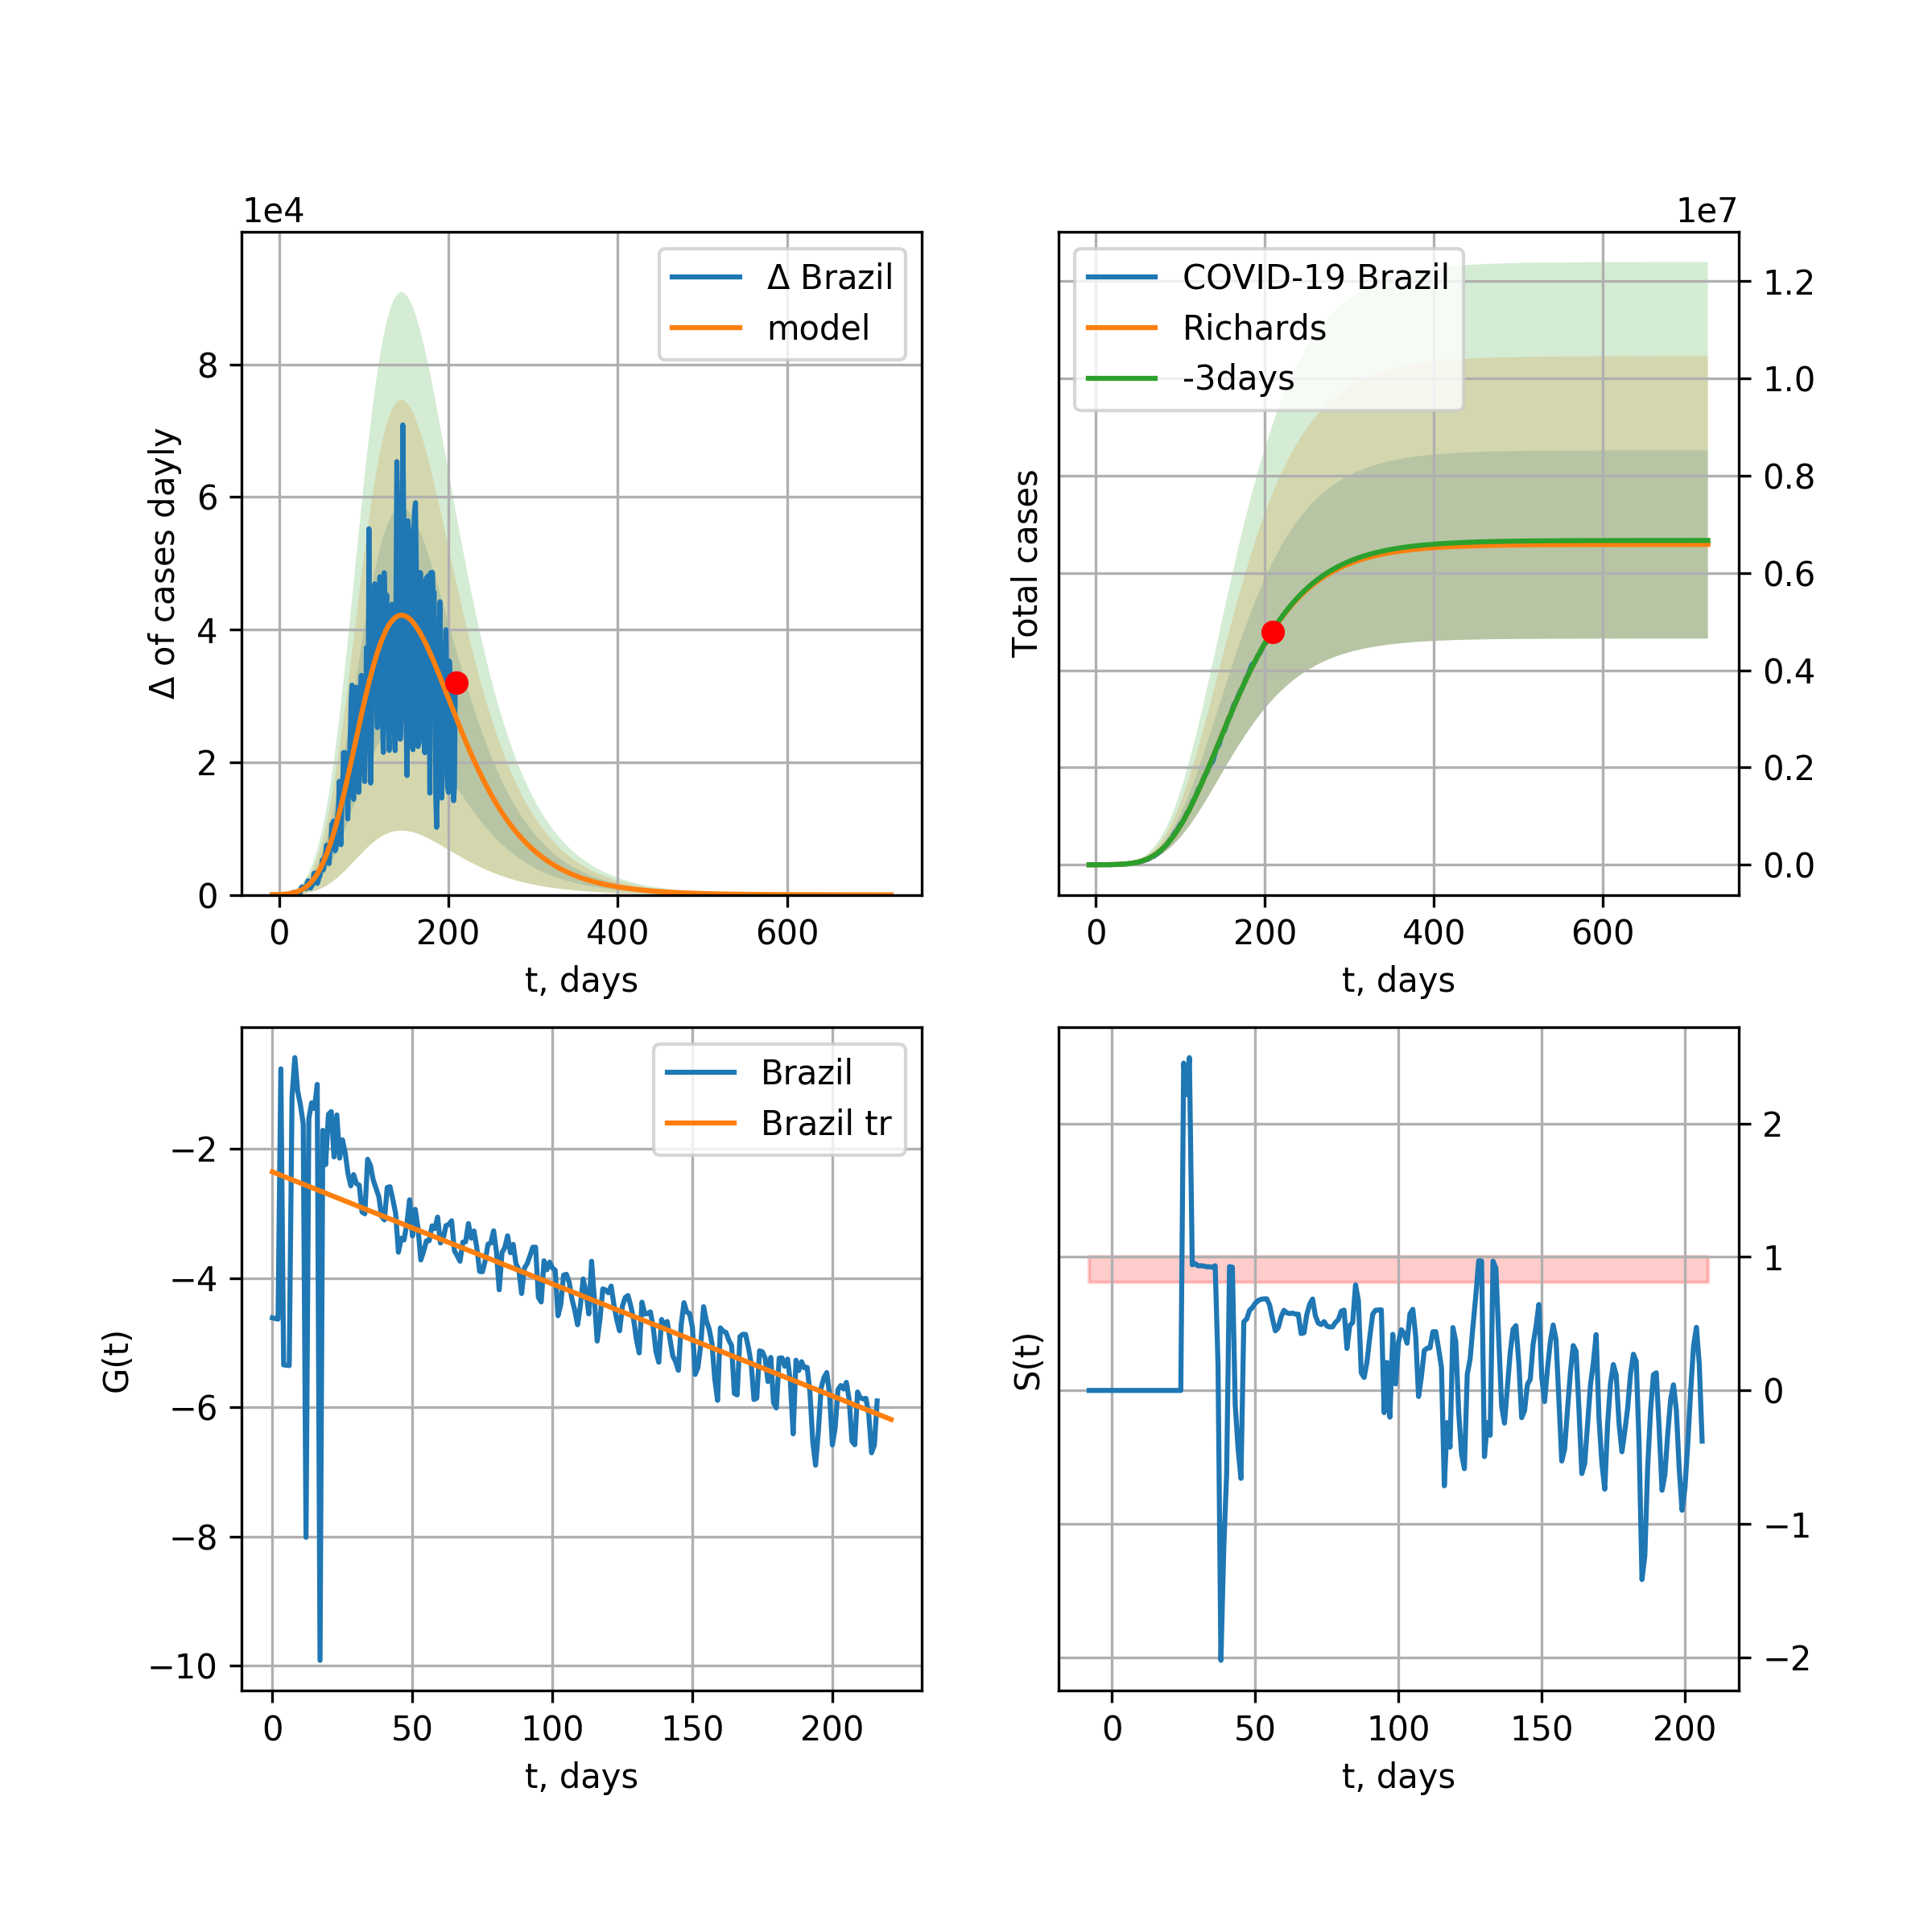 1e4
Δ Brazil
model
8
6
4
2
0
Δ of cases dayly
0 200 400 600
t, days
1e7
COVID-19 Brazil
Richards
-3days
1.2
1.0
0.8
0.6
0.4
0.2
0.0
Total cases
0 200 400 600
t, days
Brazil
Brazil tr
−2
−4
−6
−8
−10
G(t)
0 50 100 150 200
t, days
2
1
0
−1
−2
S(t)
0 50 100 150 200
t, days